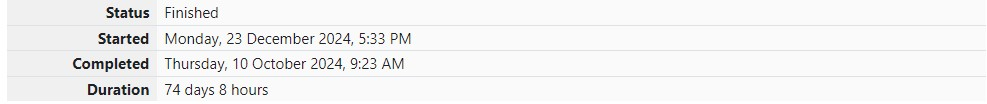 Status Finished
Started Monday, 23 December 2024, 5:33 PM
Completed Thursday, 10 October 2024, 9:23 AM
Duration 74 days 8 hours